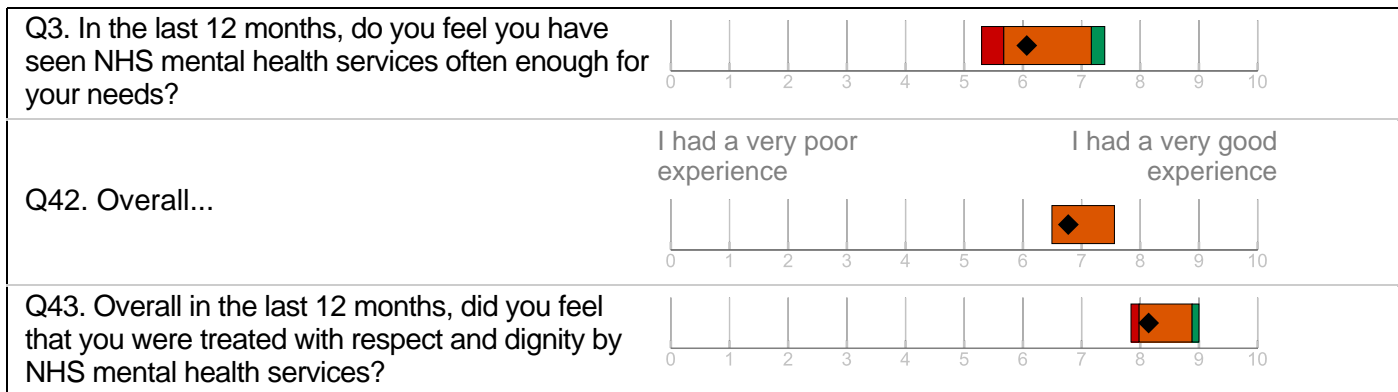 Q3. In the last 12 months, do you feel you have
seen NHS mental health services often enough for
your needs?
0 1 2 3 4 5 6 7 8 9 10
I had a very poor
experience
I had a very good
experience
Q42. Overall...
0 1 2 3 4 5 6 7 8 9 10
Q43. Overall in the last 12 months, did you feel
that you were treated with respect and dignity by
NHS mental health services?
0 1 2 3 4 5 6 7 8 9 10